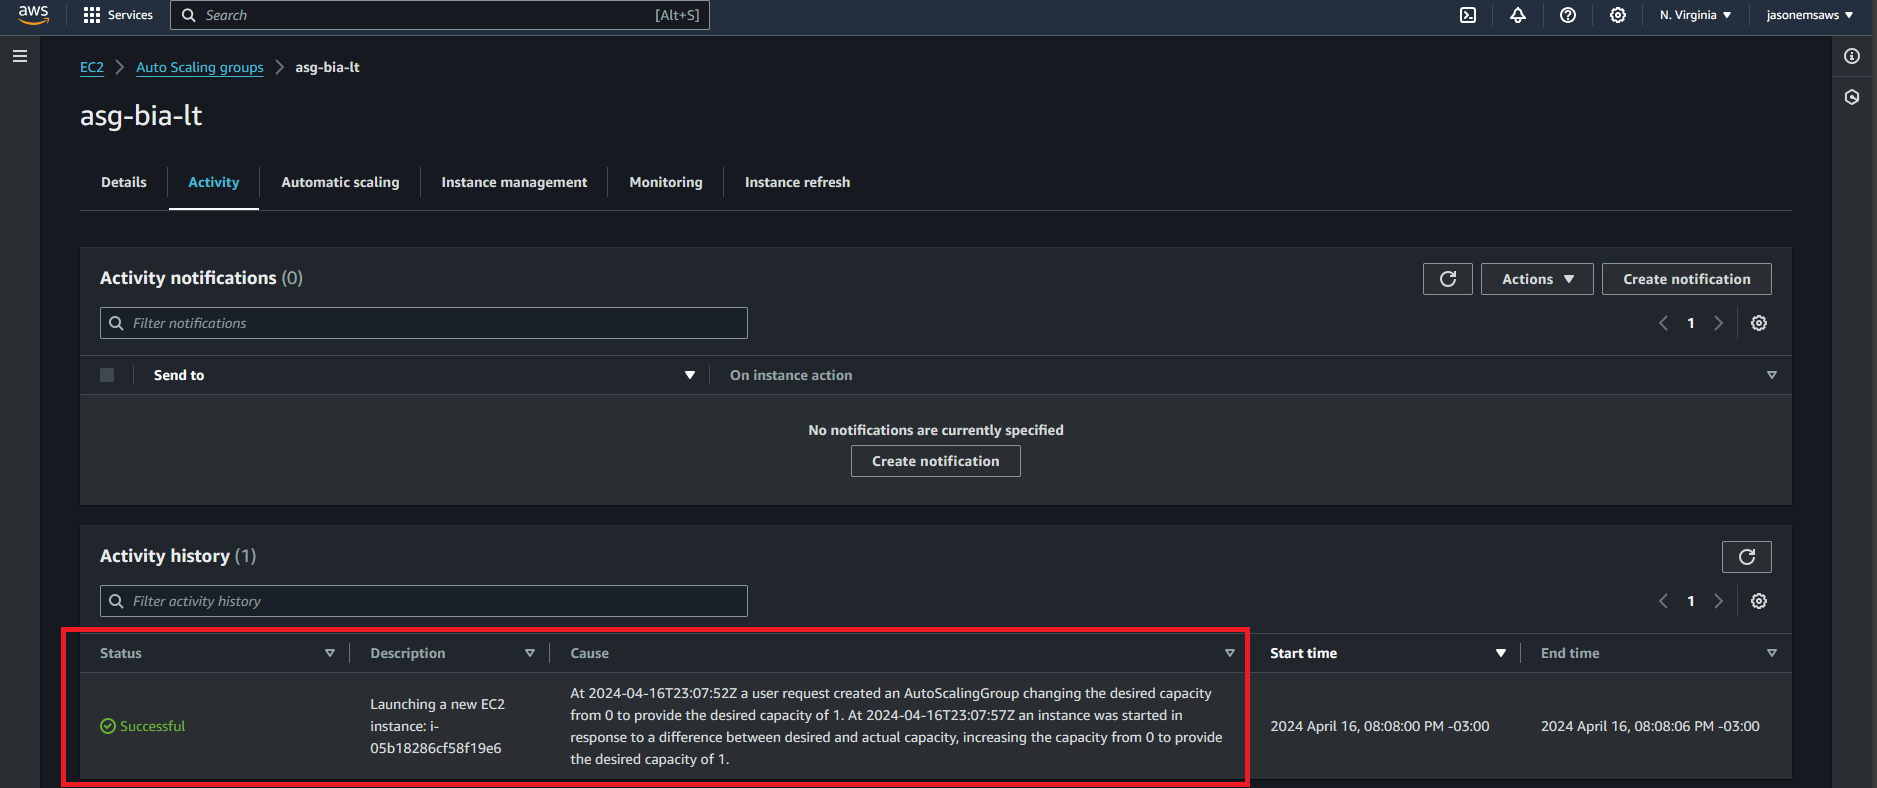 aws Services Search [Alt+S] N. Virginia jasonemsaws
EC2 Auto Scaling groups asg-bia-lt
asg-bia-lt
Details Activity Automatic scaling Instance management Monitoring Instance refresh
Activity notifications (0) Actions Create notification
Filter notifications 1
Send to On instance action
No notifications are currently specified
Create notification
Activity history (1)
Filter activity history 1
Status Description Cause Start time End time
Successful
Launching a new EC2
instance: i-
05b18286cf58f19e6
At 2024-04-16T23:07:52Z a user request created an AutoScalingGroup changing the desired capacity
from 0 to provide the desired capacity of 1. At 2024-04-16T23:07:57Z an instance was started in
response to a difference between desired and actual capacity, increasing the capacity from 0 to provide
the desired capacity of 1.
2024 April 16, 08:08:00 PM -03:00
2024 April 16, 08:08:06 PM -03:00